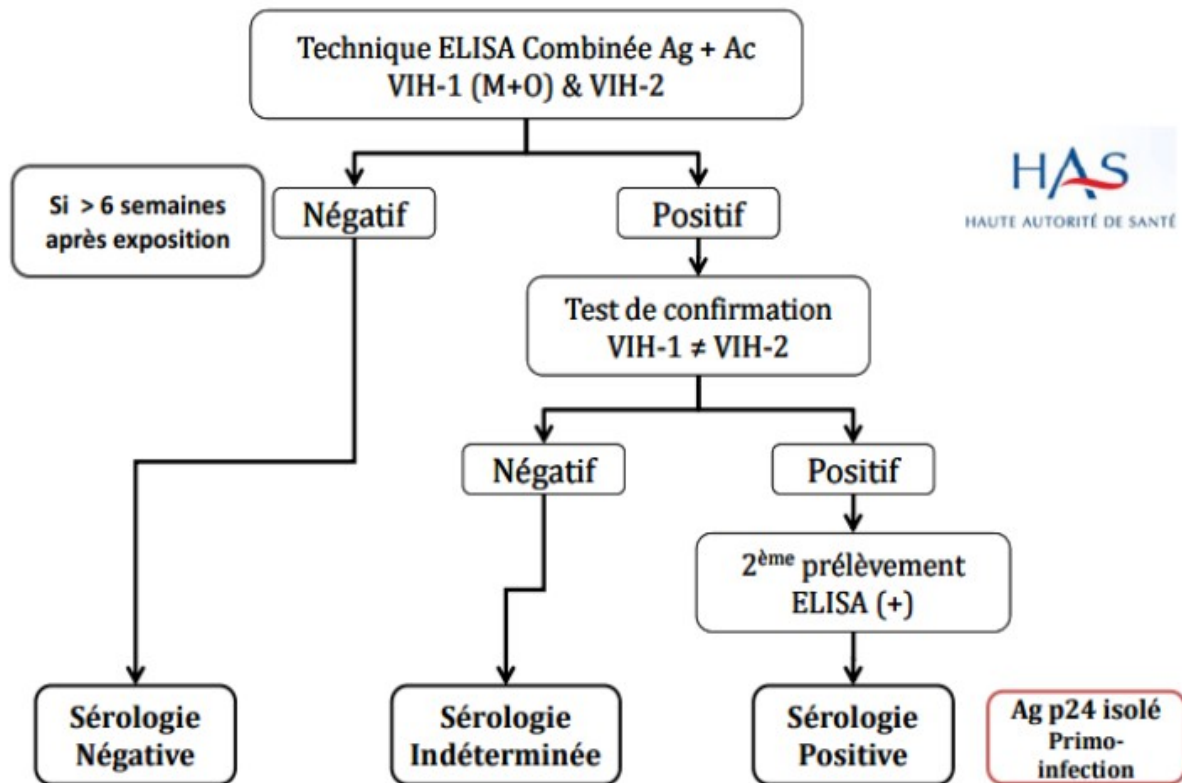 Technique ELISA Combinée Ag + Ac
VIH-1 (M+O) & VIH-2
Si > 6 semaines
après exposition
Négatif
Positif
HAS
HAUTE AUTORITÉ DE SANTÉ
Test de confirmation
VIH-1 ≠ VIH-2
Négatif
Positif
2ème prélèvement
ELISA (+)
Sérologie
Négative
Sérologie
Indéterminée
Sérologie
Positive
Ag p24 isolé
Primo-
infection